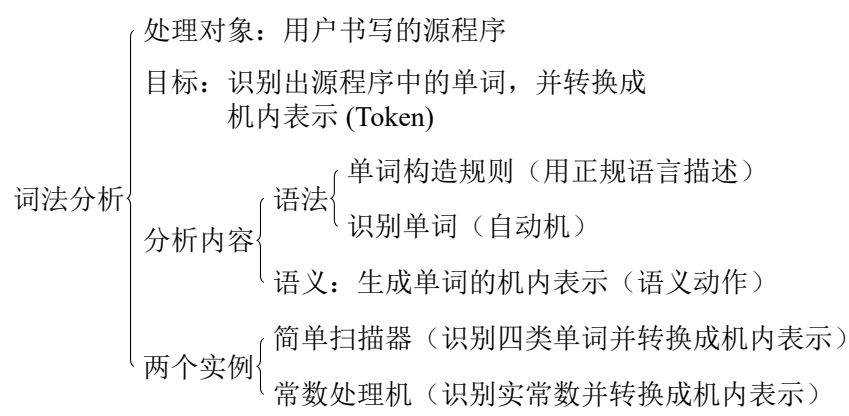 处理对象：用户书写的源程序
目标：识别出源程序中的单词，并转换成
机内表示 (Token)
词法分析
分析内容
语法
单词构造规则（用正规语言描述）
识别单词（自动机）
语义：生成单词的机内表示（语义动作）
两个实例
简单扫描器（识别四类单词并转换成机内表示）
常数处理机（识别实常数并转换成机内表示）